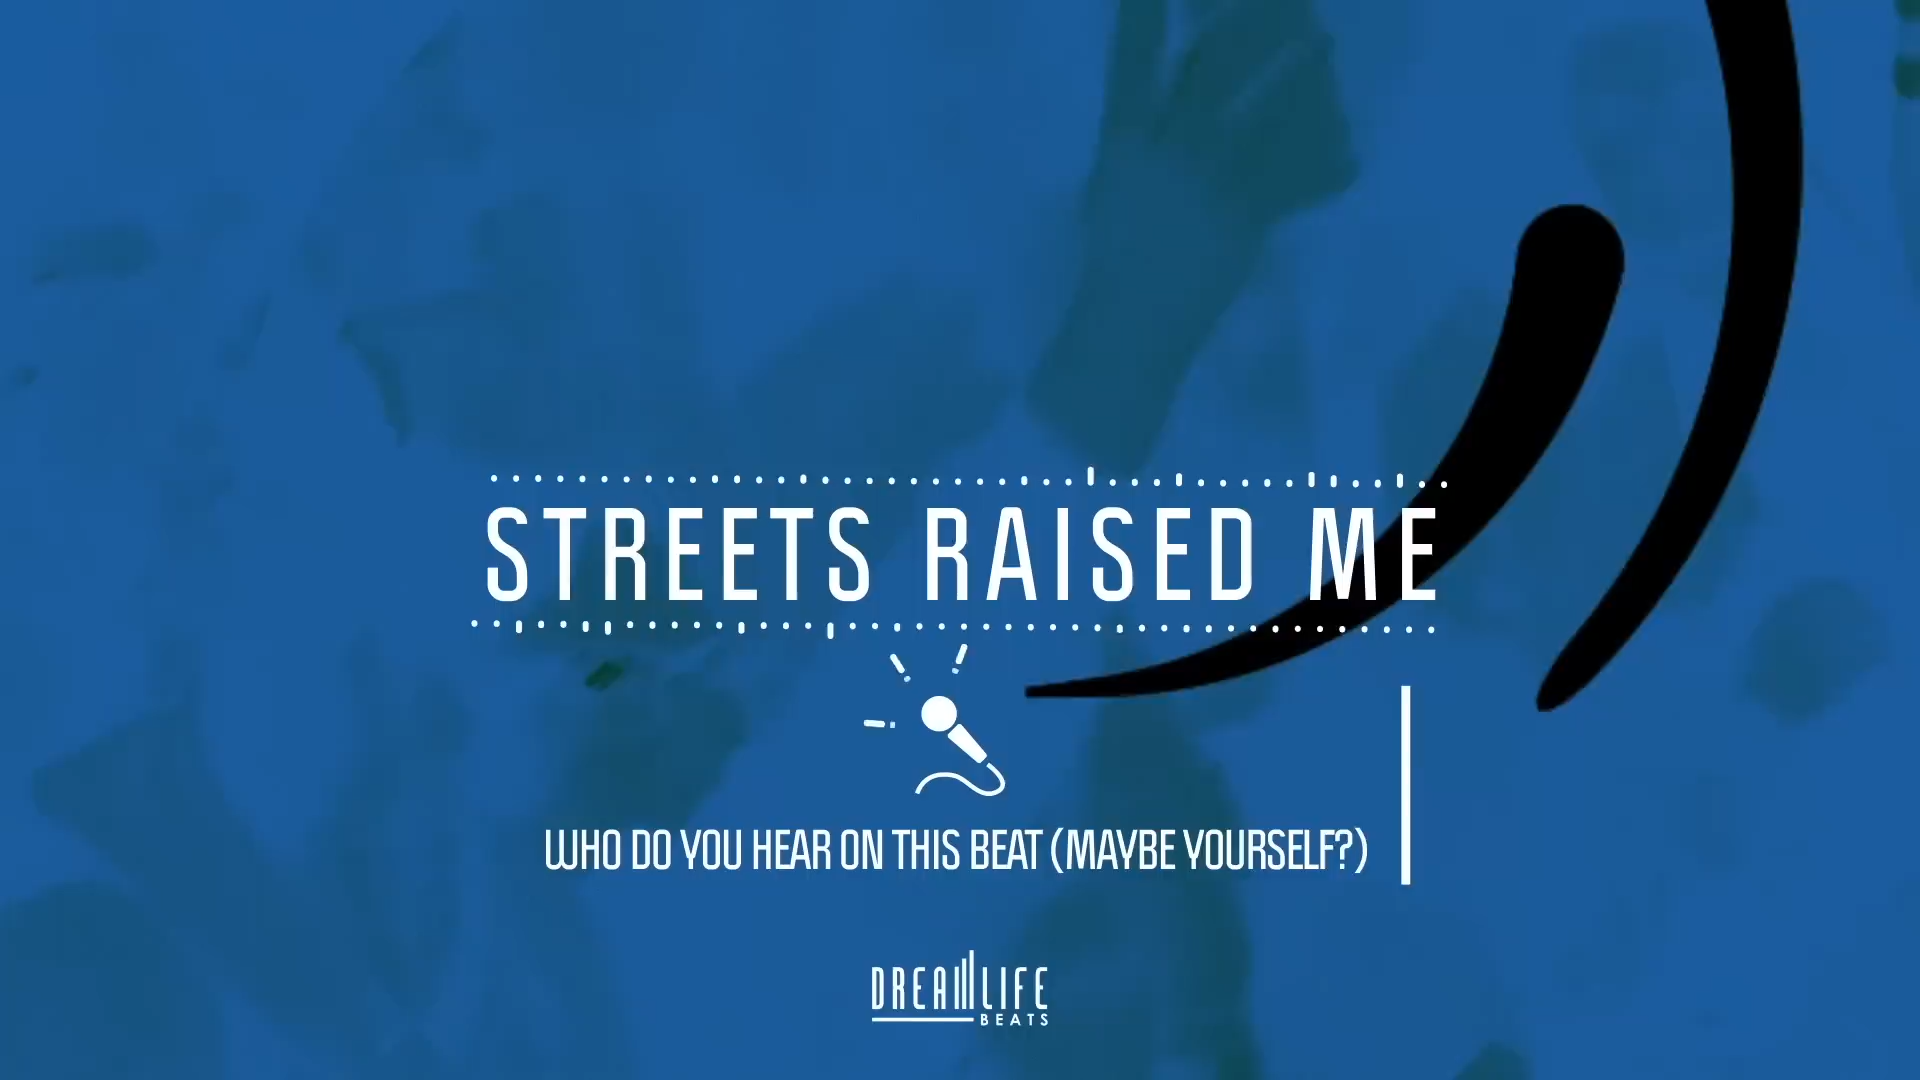 STREETS RAISED ME
WHO DO YOU HEAR ON THIS BEAT (MAYBE YOURSELF?)
DREAMLIFE
BEATS